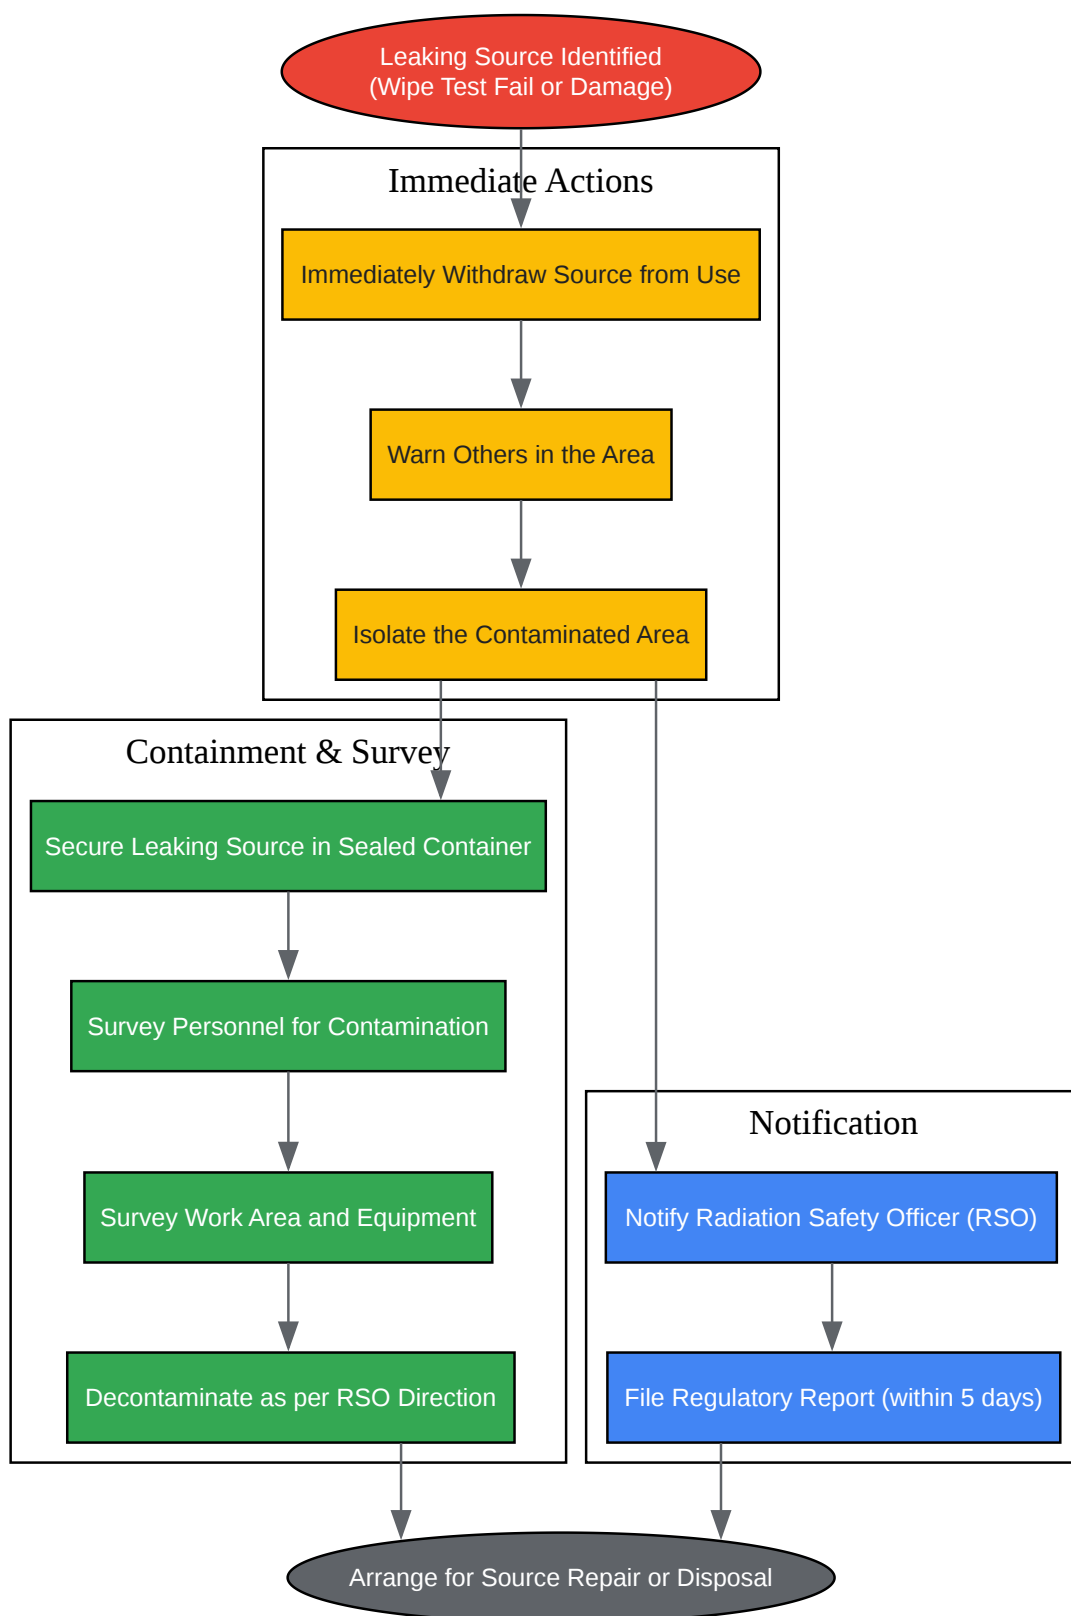 Leaking Source Identified
(Wipe Test Fail or Damage)
Immediate Actions
Immediately Withdraw Source from Use
Warn Others in the Area
Isolate the Contaminated Area
Containment & Survey
Secure Leaking Source in Sealed Container
Survey Personnel for Contamination
Survey Work Area and Equipment
Decontaminate as per RSO Direction
Notification
Notify Radiation Safety Officer (RSO)
File Regulatory Report (within 5 days)
Arrange for Source Repair or Disposal